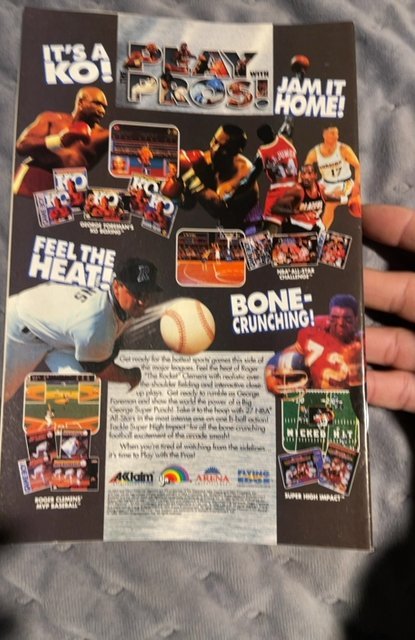 IT'S A
KO!
PLAY
WITH
THE
PROS!
JAM IT
HOME!
GEORGE FOREMAN'S
KO BOXING
17
NBA ALL-STAR
CHALLENGE
FEEL THE
HEAT!
BONE-
CRUNCHING!
73
Get ready for the hottest sports games this side of
the major leagues. Feel the heat of Roger
"The Rocket" Clemens with realistic over
the shoulder fielding and interactive close
up plays. Get ready to rumble as George
Foreman and show the world the power of a Big
George Super Punch! Take it to the hoop with 27 NBA
All-Stars in the most intense one on one B-ball action!
Tackle Super High Impact for all the bone crunching
football excitement of the arcade smash!
When you're tired of watching from the sidelines
it's time to Play with the Pros!
ROGER CLEMENS'
MVP BASEBALL
SUPER HIGH IMPACT
AKlaim
LJN
ARENA
FLYING
EDGE